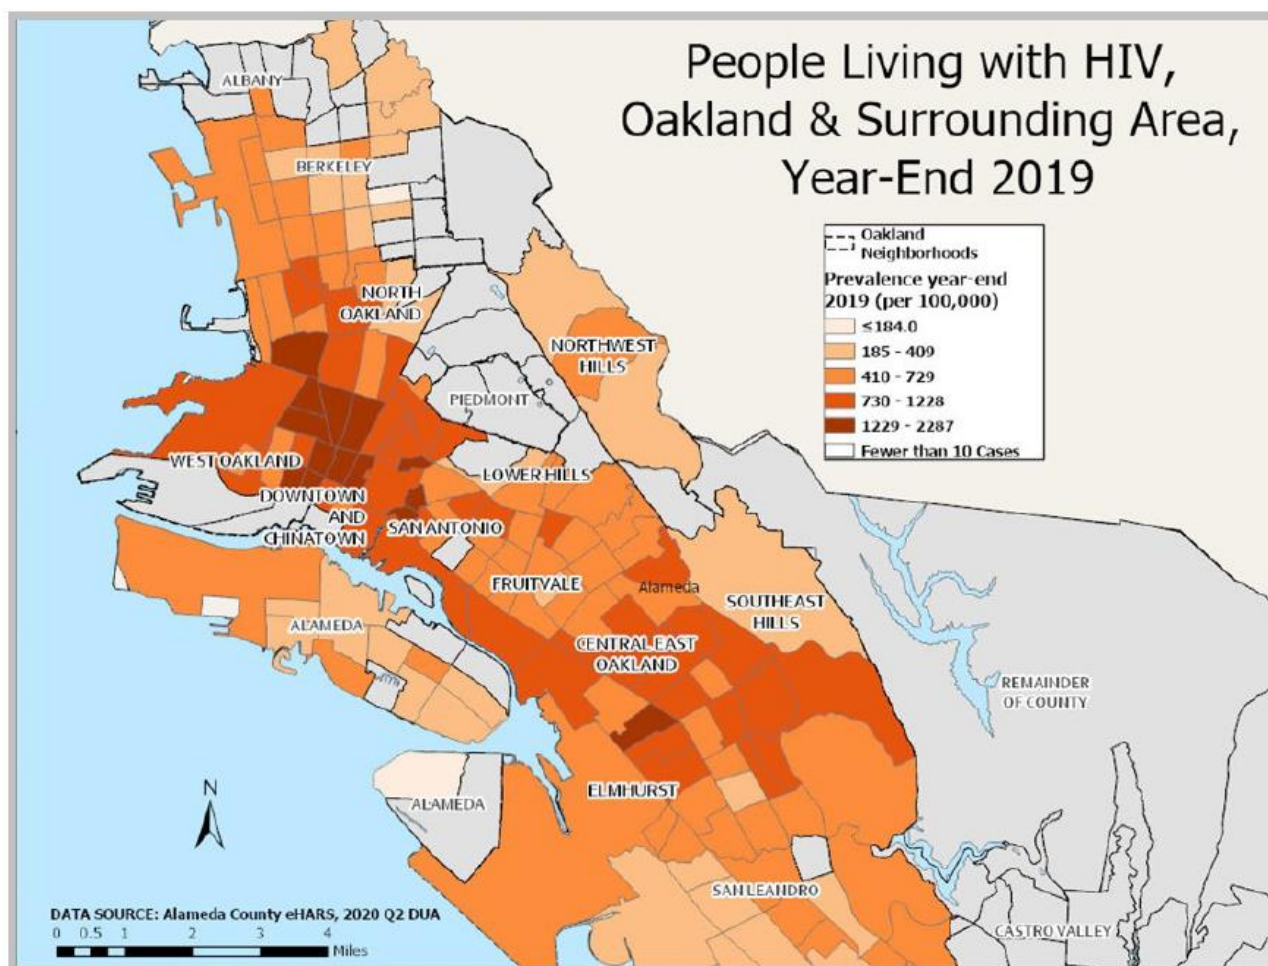 People Living with HIV,
Oakland & Surrounding Area,
Year-End 2019
Oakland
Neighborhoods
Prevalence year-end
2019 (per 100,000)
≤184.0
185 - 409
410 - 729
730 - 1228
1229 - 2287
Fewer than 10 Cases
ALBANY
BERKELEY
NORTH
OAKLAND
NORTHWEST
HILLS
PIEDMONT
WEST OAKLAND
LOWER HILLS
DOWNTOWN
AND
CHINATOWN
SAN ANTONIO
FRUITVALE
Alameda
SOUTHEAST
HILLS
ALAMEDA
CENTRAL EAST
OAKLAND
REMAINDER
OF COUNTY
ELMHURST
ALAMEDA
SAN LEANDRO
CASTRO VALLEY
N
DATA SOURCE: Alameda County eHARS, 2020 Q2 DUA
0 0.5 1 2 3 4
Miles